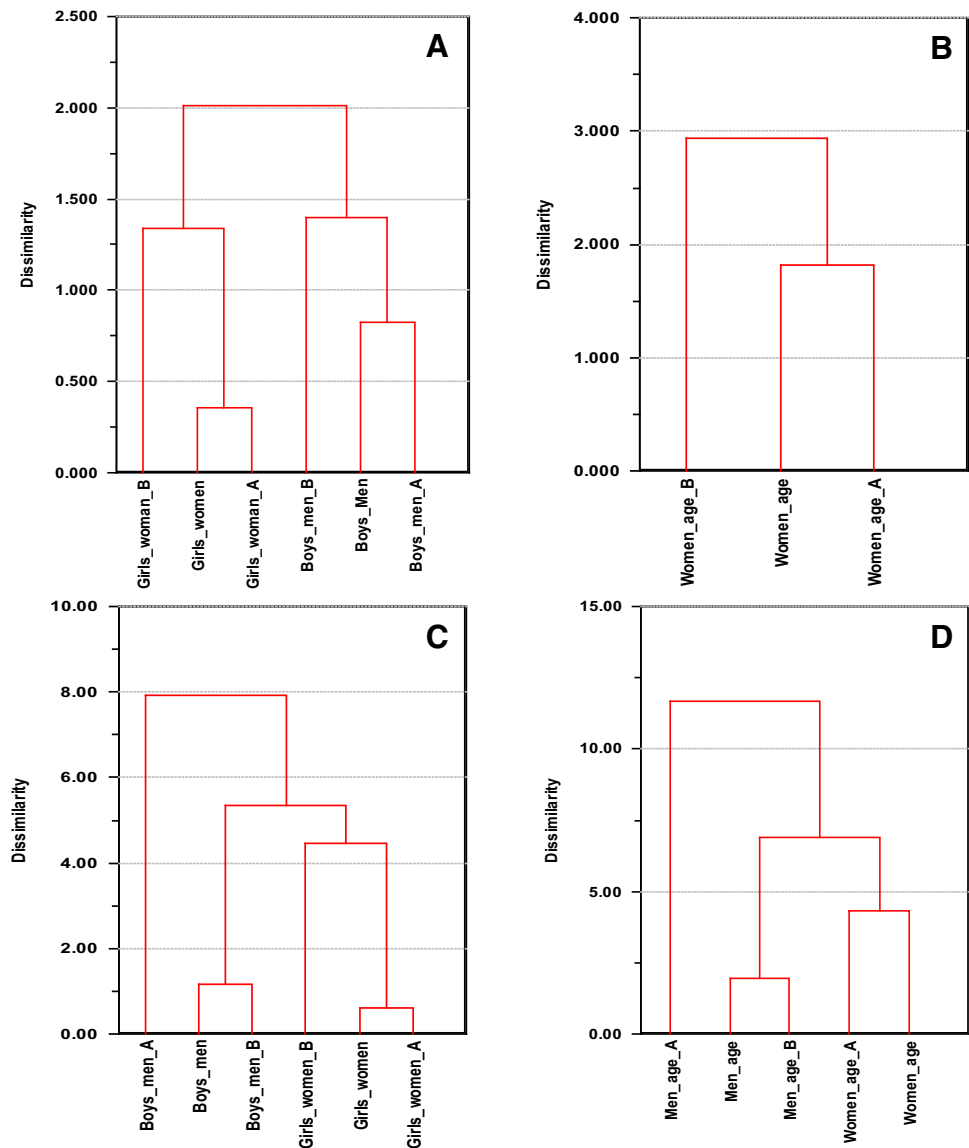 A
2.500
2.000
1.500
1.000
0.500
0.000
Dissimilarity
Girls_woman_B
Girls_women
Girls_woman_A
Boys_men_B
Boys_Men
Boys_men_A
B
4.000
3.000
2.000
1.000
0.000
Dissimilarity
Women_age_B
Women_age
Women_age_A
C
10.00
8.00
6.00
4.00
2.00
0.00
Dissimilarity
Boys_men_A
Boys_men
Boys_men_B
Girls_women_B
Girls_women
Girls_women_A
D
15.00
10.00
5.00
0.00
Dissimilarity
Men_age_A
Men_age
Men_age_B
Women_age_A
Women_age